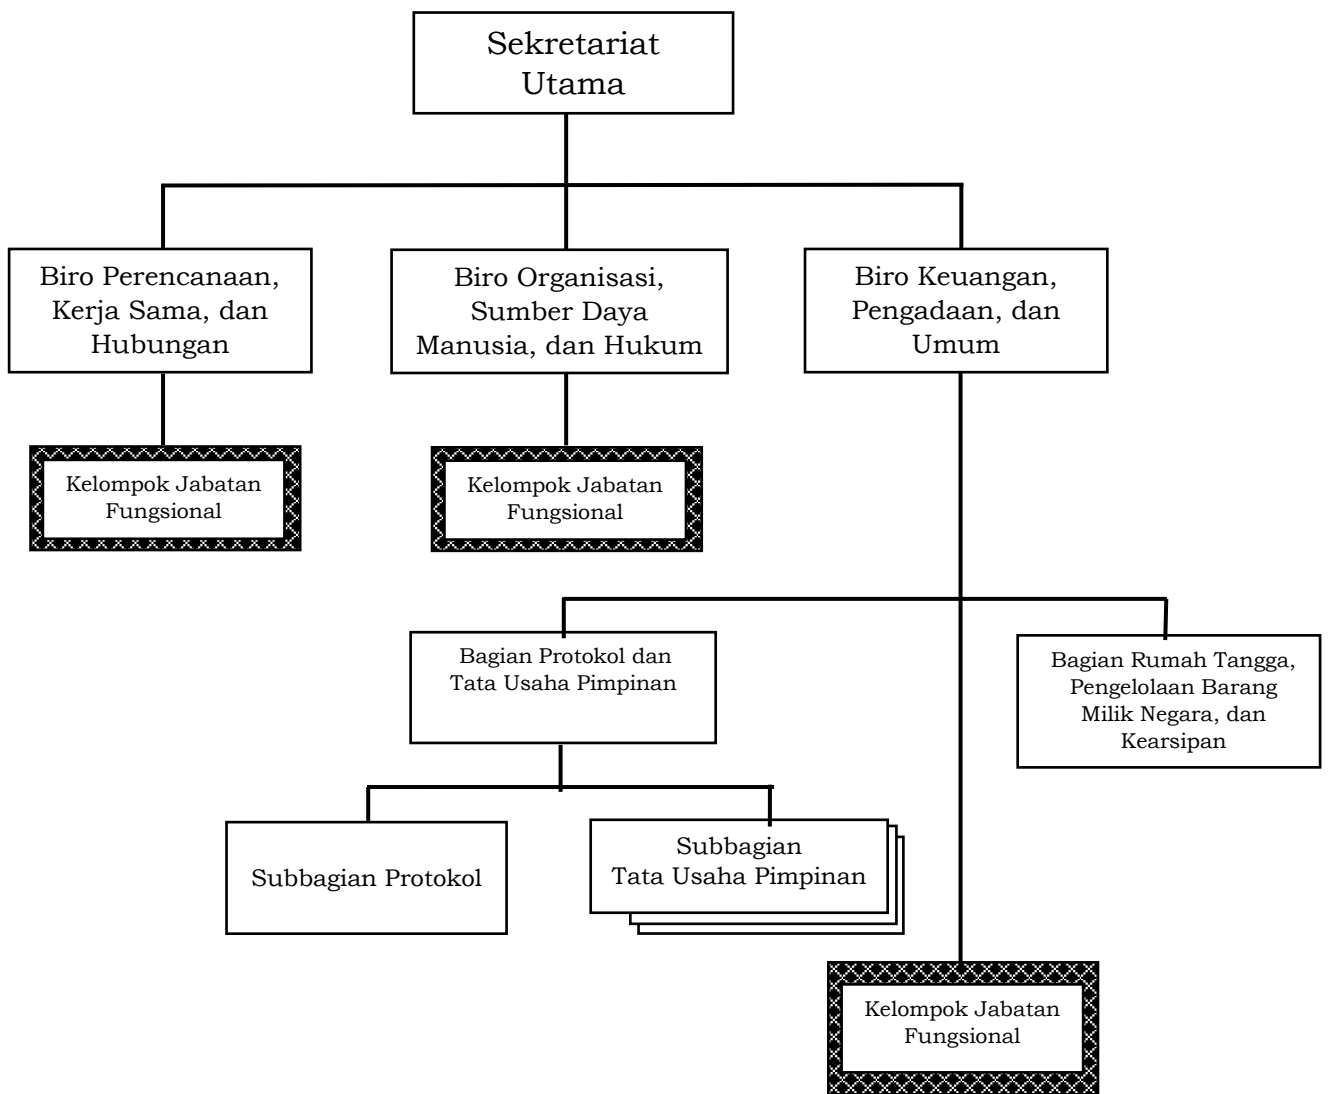 Sekretariat
Utama
Biro Perencanaan,
Kerja Sama, dan
Hubungan
Biro Organisasi,
Sumber Daya
Manusia, dan Hukum
Biro Keuangan,
Pengadaan, dan
Umum
Kelompok Jabatan
Fungsional
Kelompok Jabatan
Fungsional
Bagian Protokol dan
Tata Usaha Pimpinan
Bagian Rumah Tangga,
Pengelolaan Barang
Milik Negara, dan
Kearsipan
Subbagian Protokol
Subbagian
Tata Usaha Pimpinan
Kelompok Jabatan
Fungsional